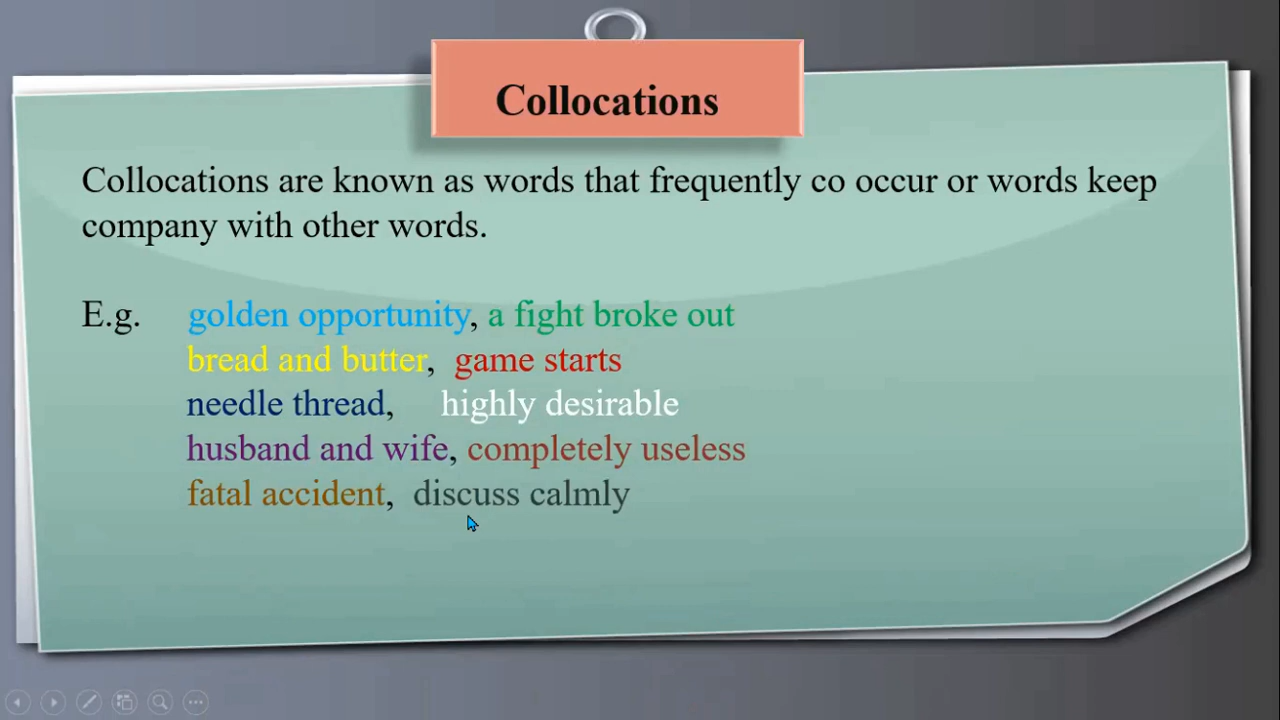 Collocations
Collocations are known as words that frequently co occur or words keep
company with other words.
E.g. golden opportunity, a fight broke out
bread and butter, game starts
needle thread, highly desirable
husband and wife, completely useless
fatal accident, discuss calmly